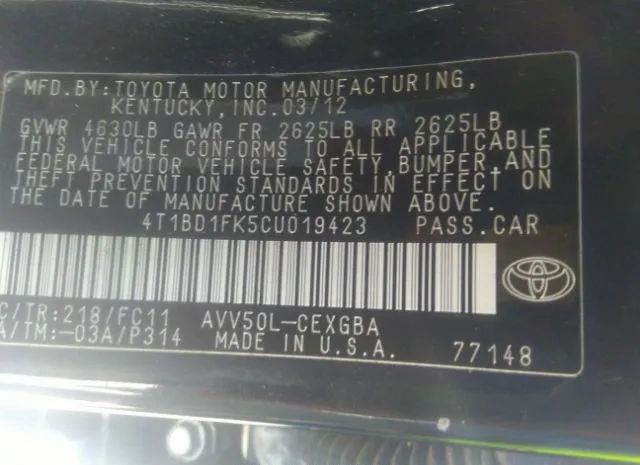 MFD.BY:TOYOTA MOTOR MANUFACTURING,
KENTUCKY,INC.03/12
GVWR 4630LB GAWR FR 2625LB RR 2625LB
THIS VEHICLE CONFORMS TO ALL APPLICABLE
FEDERAL MOTOR VEHICLE SAFETY,BUMPER,AND
THEFT PREVENTION STANDARDS IN EFFECT ON
THE DATE OF MANUFACTURE SHOWN ABOVE.
4T1BD1FK5CU019423 PASS.CAR
C/TR:218/FC11 AVV50L-CEXGBA
A/TM:-03A/P314 MADE IN U.S.A. 77148